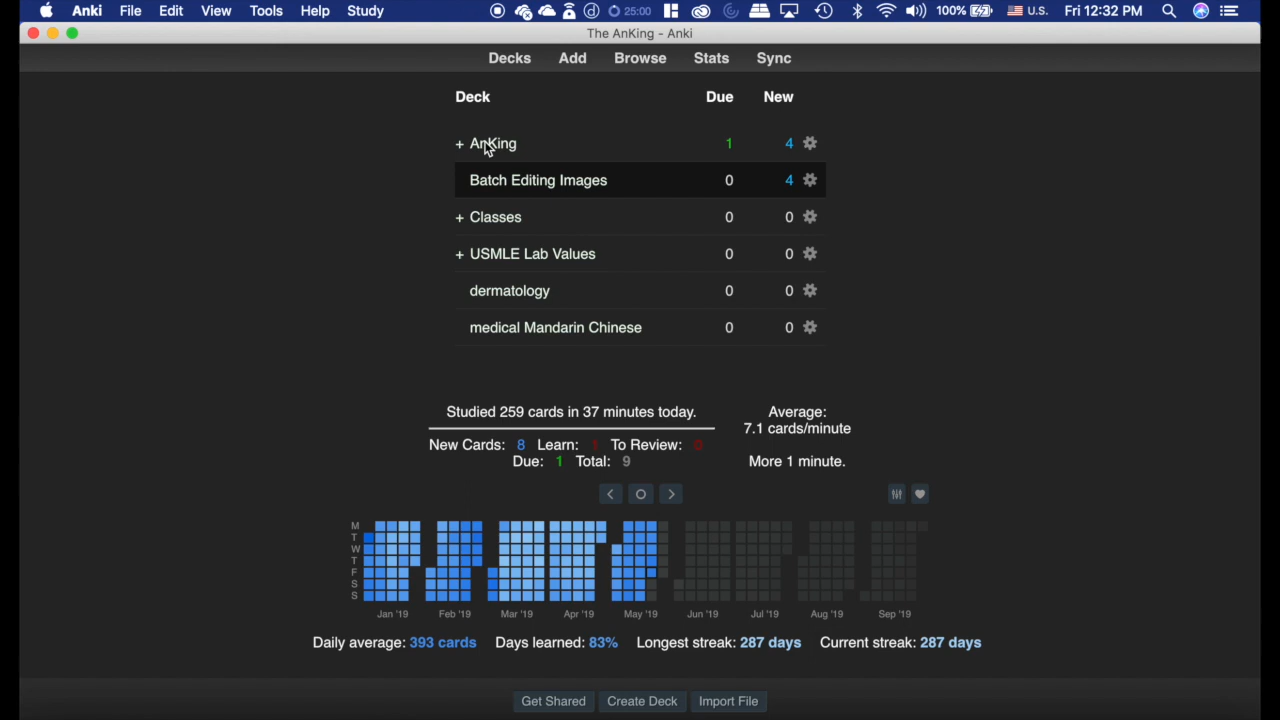 Anki File Edit View Tools Help Study 25:00 100% U.S. Fri 12:32 PM
The AnKing - Anki
Decks Add Browse Stats Sync
Deck Due New
+ AnKing 1 4
Batch Editing Images 0 4
+ Classes 0 0
+ USMLE Lab Values 0 0
dermatology 0 0
medical Mandarin Chinese 0 0
Studied 259 cards in 37 minutes today.
New Cards: 8 Learn: 1 To Review: 0
Due: 1 Total: 9
Average:
7.1 cards/minute
More 1 minute.
M
T
W
T
F
S
S
Jan '19 Feb '19 Mar '19 Apr '19 May '19 Jun '19 Jul '19 Aug '19 Sep '19
Daily average: 393 cards Days learned: 83% Longest streak: 287 days Current streak: 287 days
Get Shared Create Deck Import File